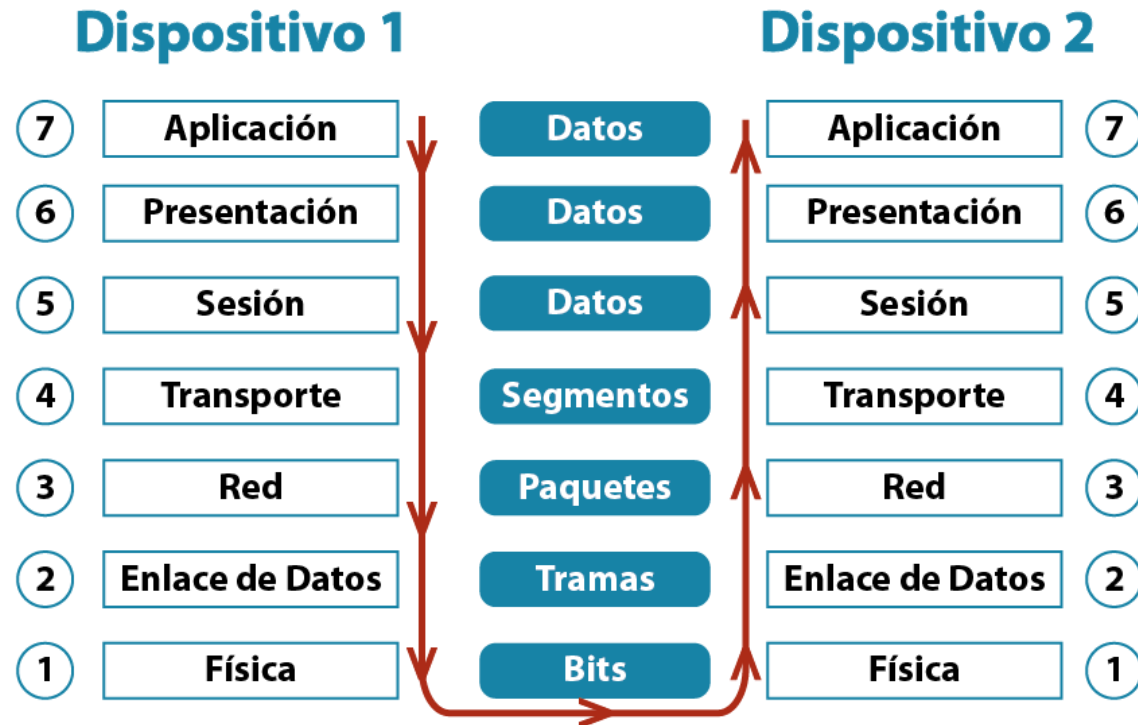 Dispositivo 1 Dispositivo 2
7 Aplicación Datos Aplicación 7
6 Presentación Datos Presentación 6
5 Sesión Datos Sesión 5
4 Transporte Segmentos Transporte 4
3 Red Paquetes Red 3
2 Enlace de Datos Tramas Enlace de Datos 2
1 Física Bits Física 1